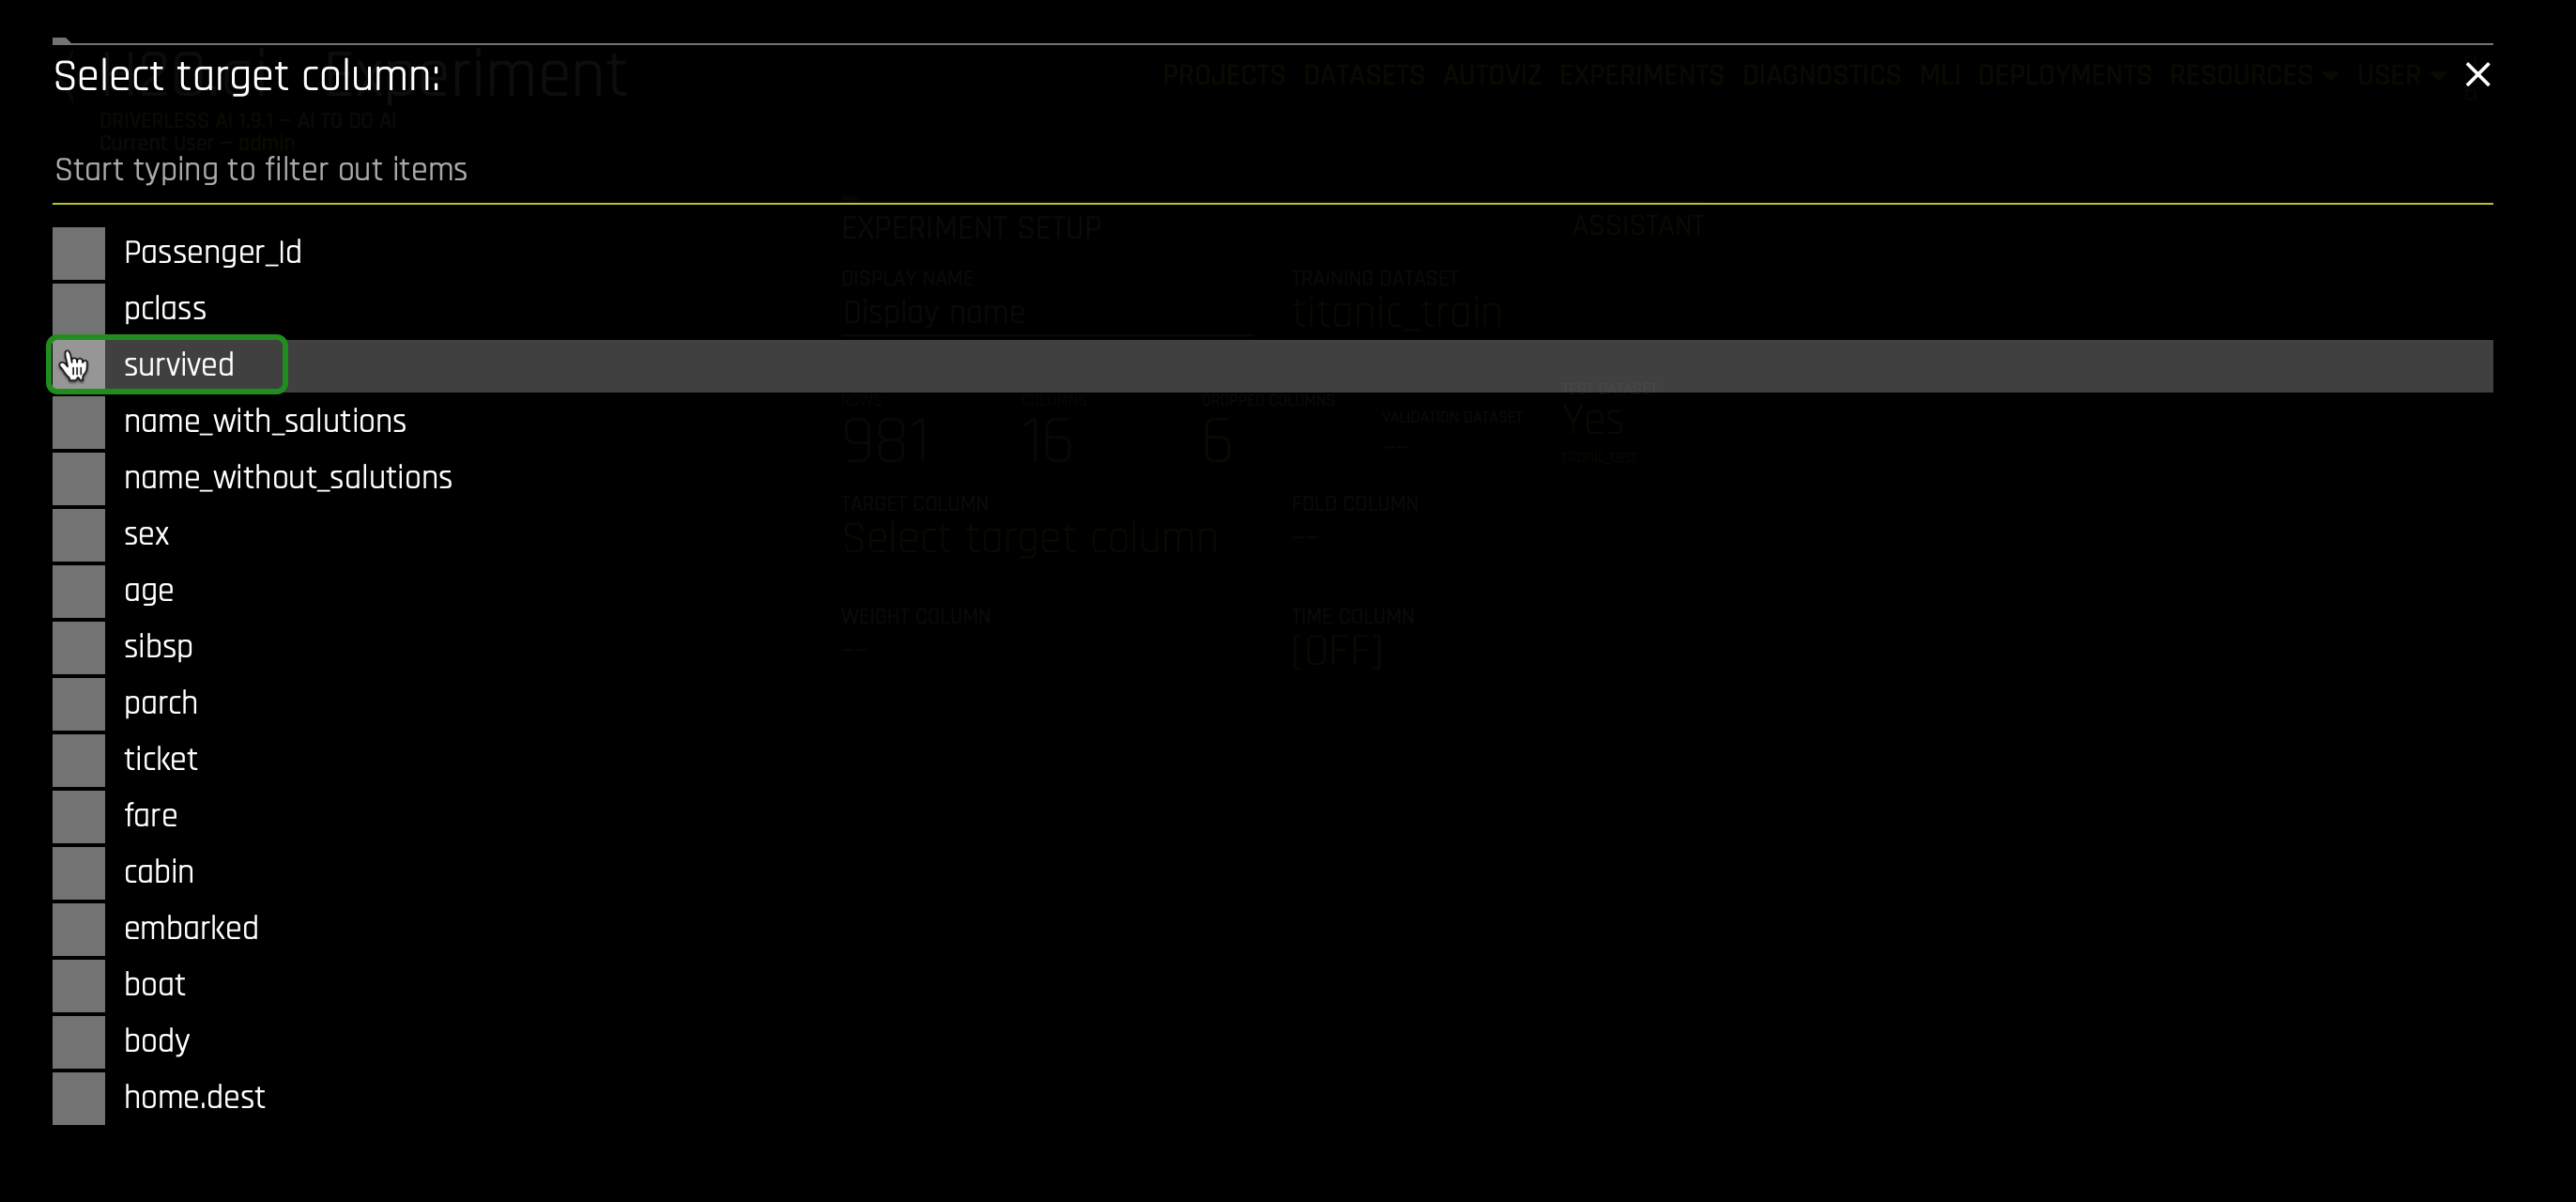 Select target column:
Experiment
PROJECTS DATASETS AUTOVIZ EXPERIMENTS DIAGNOSTICS MLI DEPLOYMENTS RESOURCES USER
DRIVERLESS AI 1.9.1 — AI TO DO AI
Current User — admin
Start typing to filter out items
EXPERIMENT SETUP
ASSISTANT
DISPLAY NAME
Display name
TRAINING DATASET
titanic_train
ROWS
981
COLUMNS
16
DROPPED COLUMNS
6
VALIDATION DATASET
--
TEST DATASET
Yes
titanic_test
TARGET COLUMN
Select target column
FOLD COLUMN
--
WEIGHT COLUMN
--
TIME COLUMN
[OFF]
Passenger_Id
pclass
survived
name_with_salutions
name_without_salutions
sex
age
sibsp
parch
ticket
fare
cabin
embarked
boat
body
home.dest